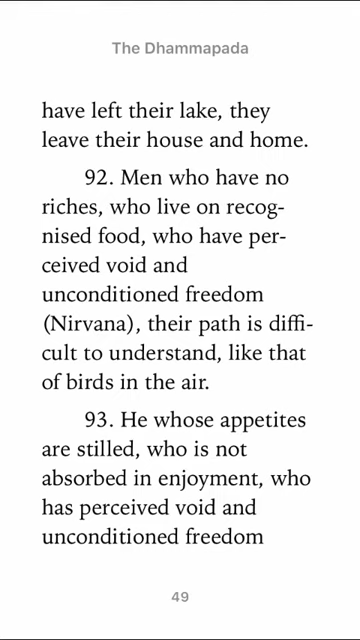 The Dhammapada
have left their lake, they
leave their house and home.
92. Men who have no
riches, who live on recog-
nised food, who have per-
ceived void and
unconditioned freedom
(Nirvana), their path is diffi-
cult to understand, like that
of birds in the air.
93. He whose appetites
are stilled, who is not
absorbed in enjoyment, who
has perceived void and
unconditioned freedom
49